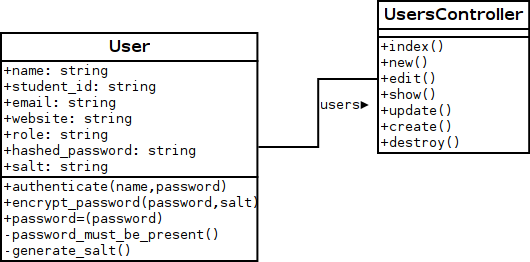 User
+name: string
+student_id: string
+email: string
+website: string
+role: string
+hashed_password: string
+salt: string
+authenticate(name,password)
+encrypt_password(password,salt)
+password=(password)
-password_must_be_present()
-generate_salt()
users►
UsersController
+index()
+new()
+edit()
+show()
+update()
+create()
+destroy()